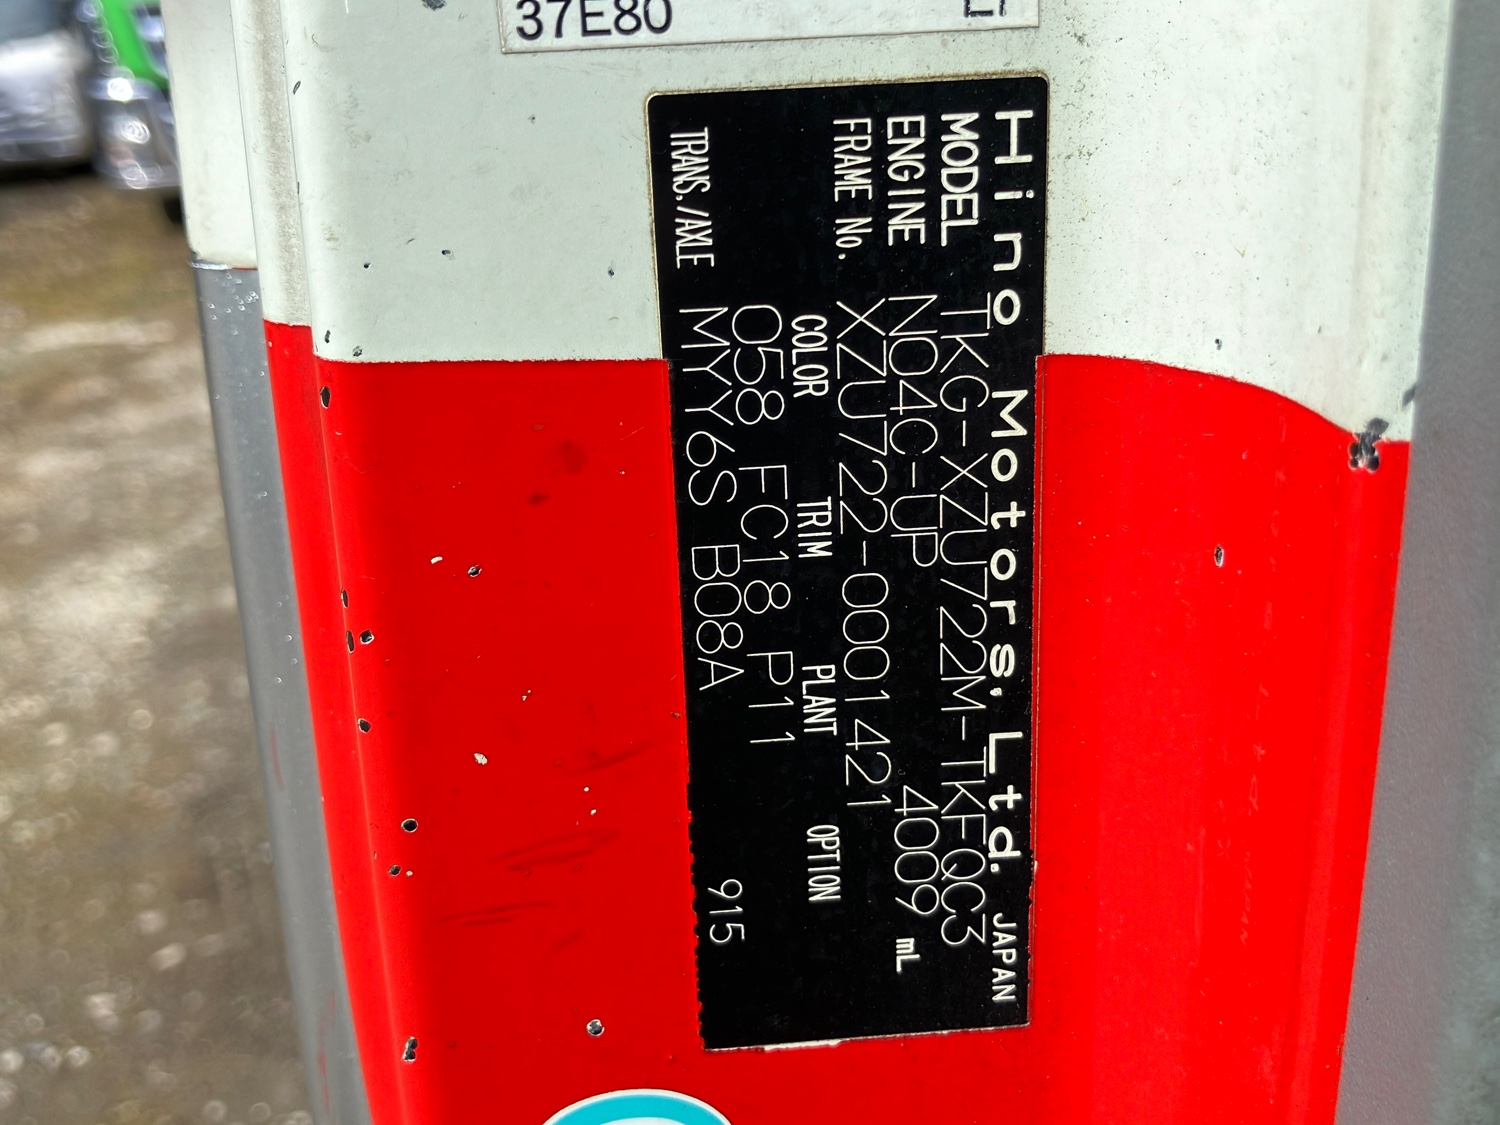 37E80
Hino Motors, Ltd. JAPAN
MODEL TKG-XZU722M-TKFQC3
ENGINE N04C-UP 4009 mL
FRAME No. XZU722-0001421
COLOR TRIM PLANT OPTION
058 FC18 P11
TRANS./AXLE MYY6S B08A 915